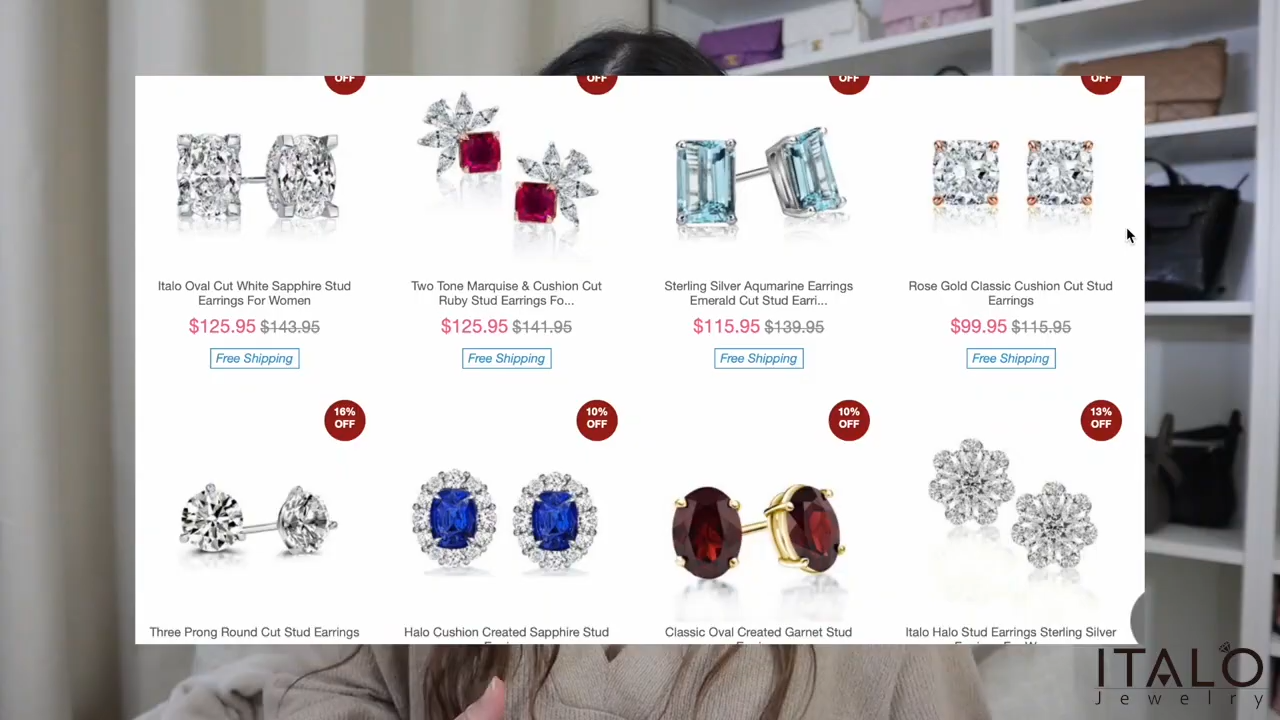 OFF
OFF
OFF
OFF
Italo Oval Cut White Sapphire Stud
Earrings For Women
$125.95 $143.95
Free Shipping
Two Tone Marquise & Cushion Cut
Ruby Stud Earrings Fo...
$125.95 $141.95
Free Shipping
Sterling Silver Aqumarine Earrings
Emerald Cut Stud Earri...
$115.95 $139.95
Free Shipping
Rose Gold Classic Cushion Cut Stud
Earrings
$99.95 $115.95
Free Shipping
16%
OFF
10%
OFF
10%
OFF
13%
OFF
Three Prong Round Cut Stud Earrings
Halo Cushion Created Sapphire Stud
Classic Oval Created Garnet Stud
Italo Halo Stud Earrings Sterling Silver
ITALO
Jewelry